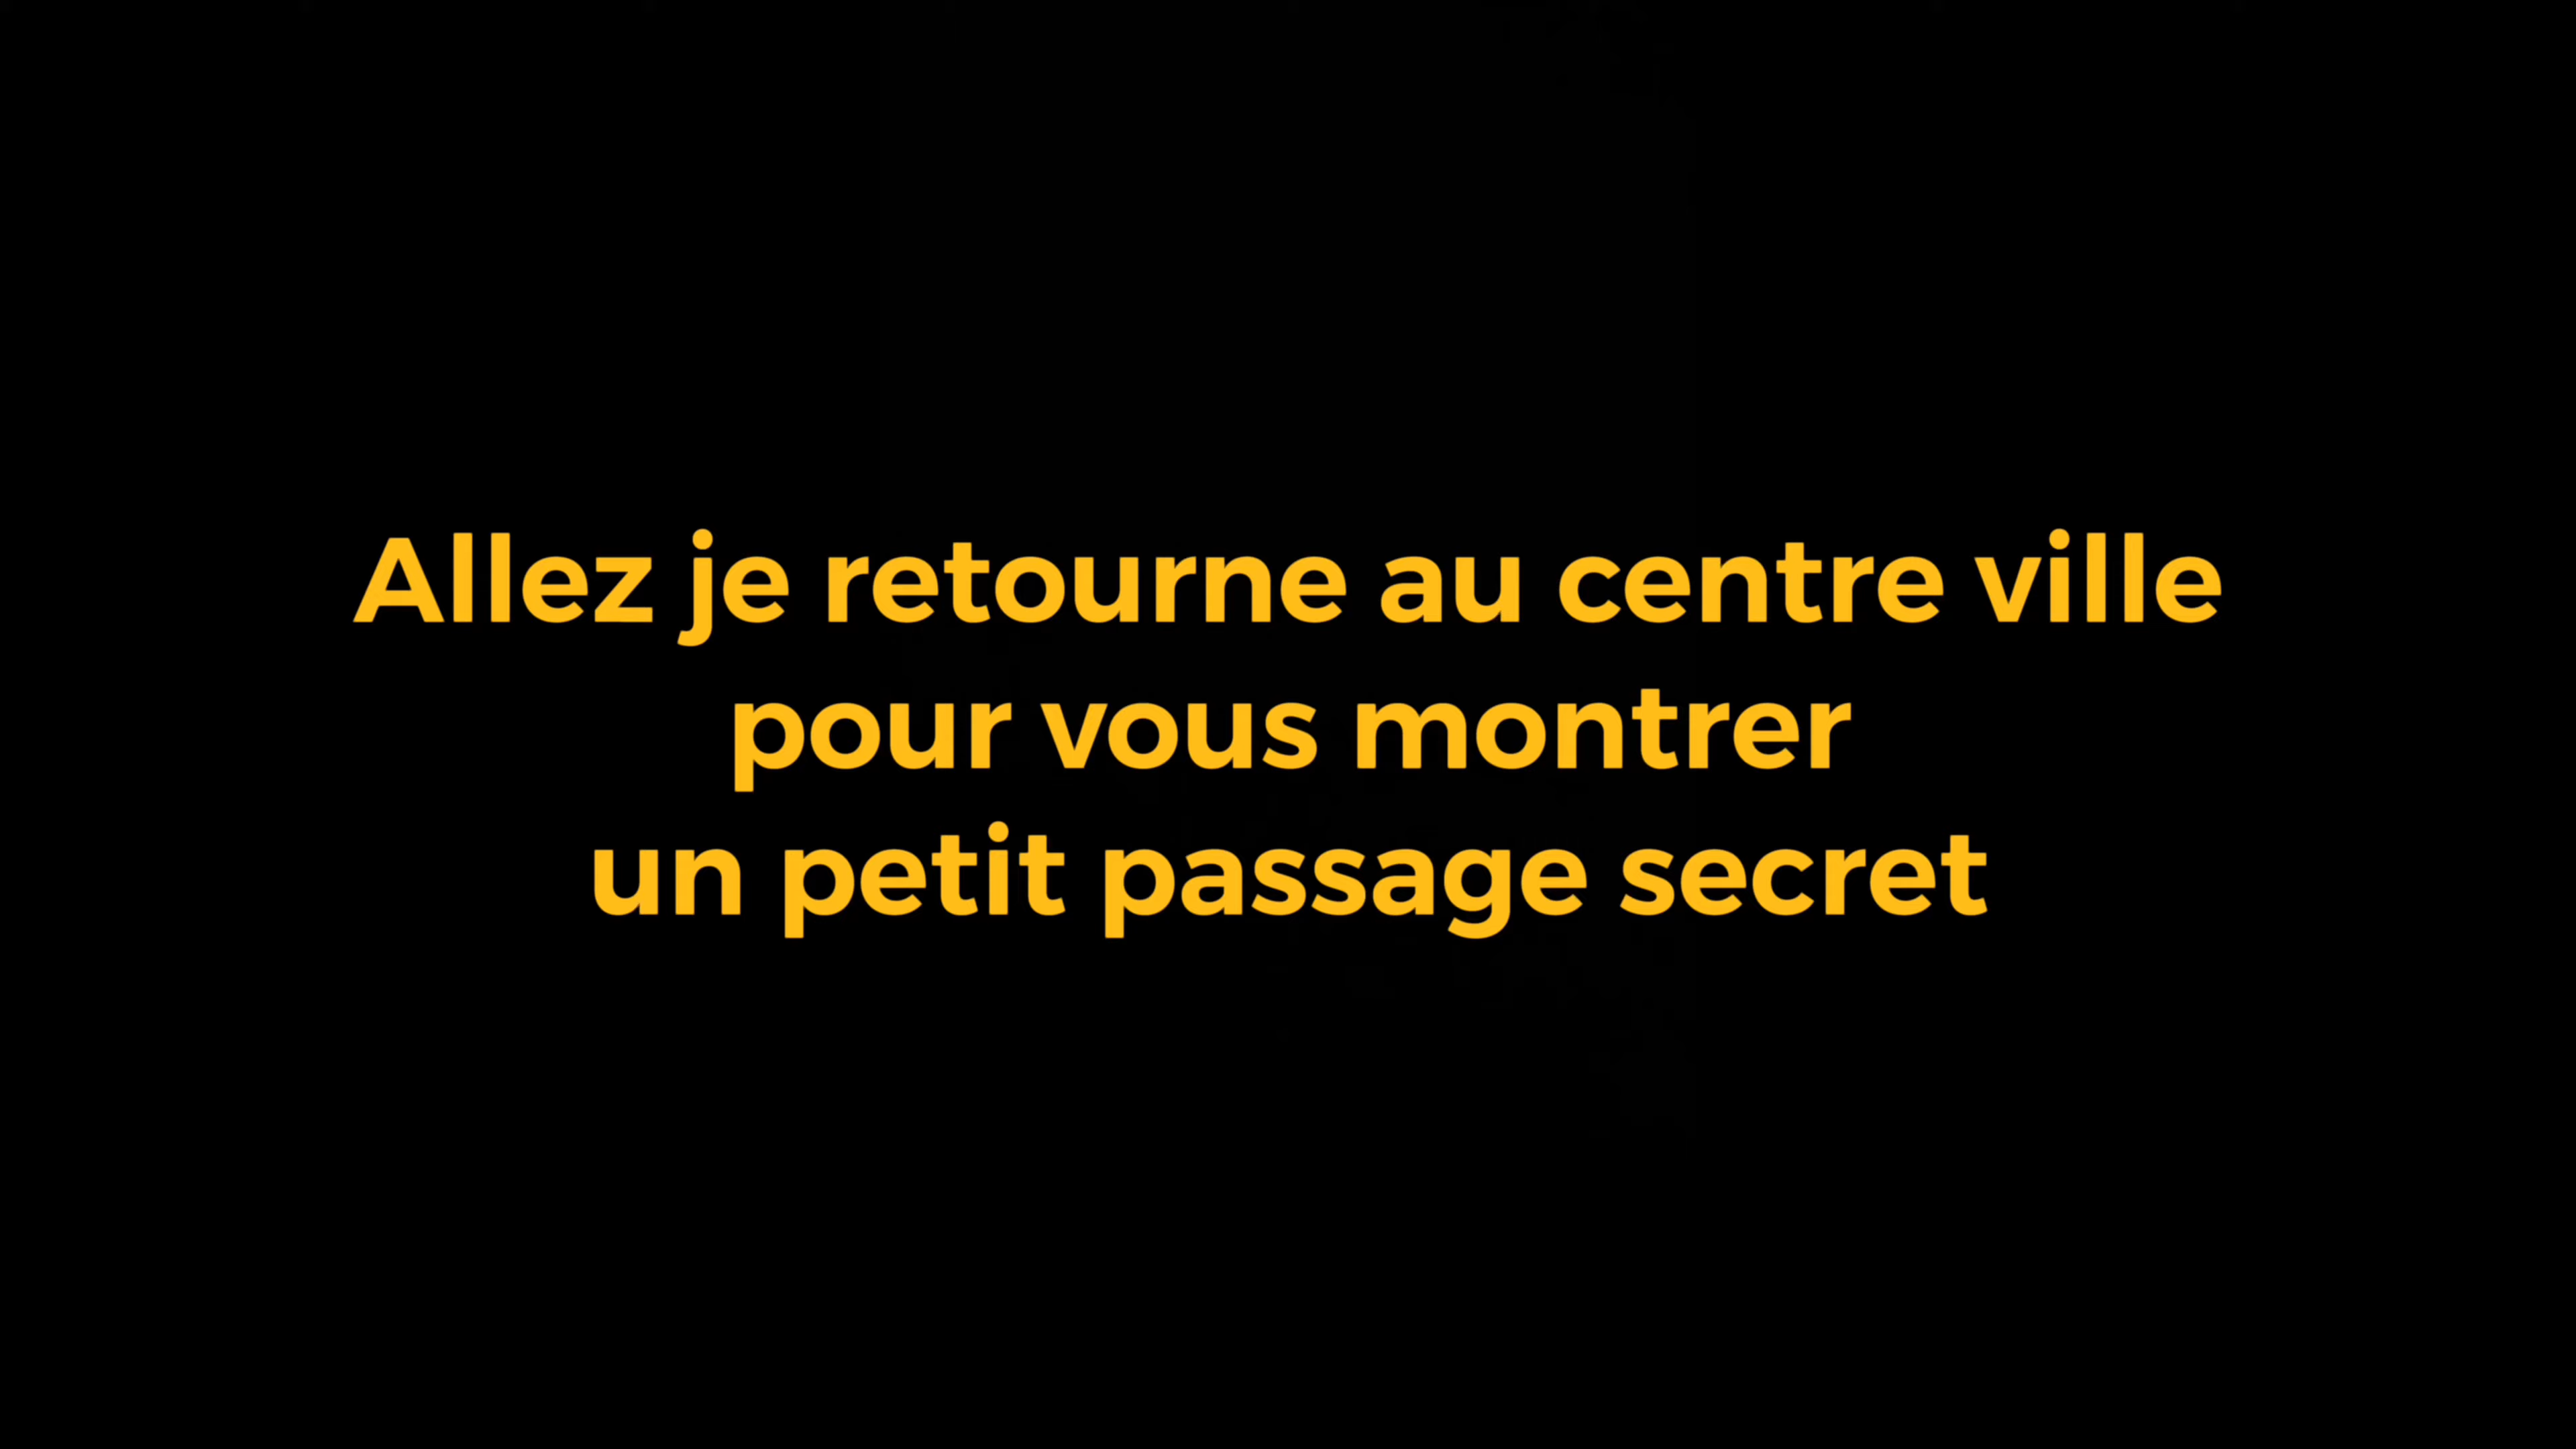 Allez je retourne au centre ville
pour vous montrer
un petit passage secret